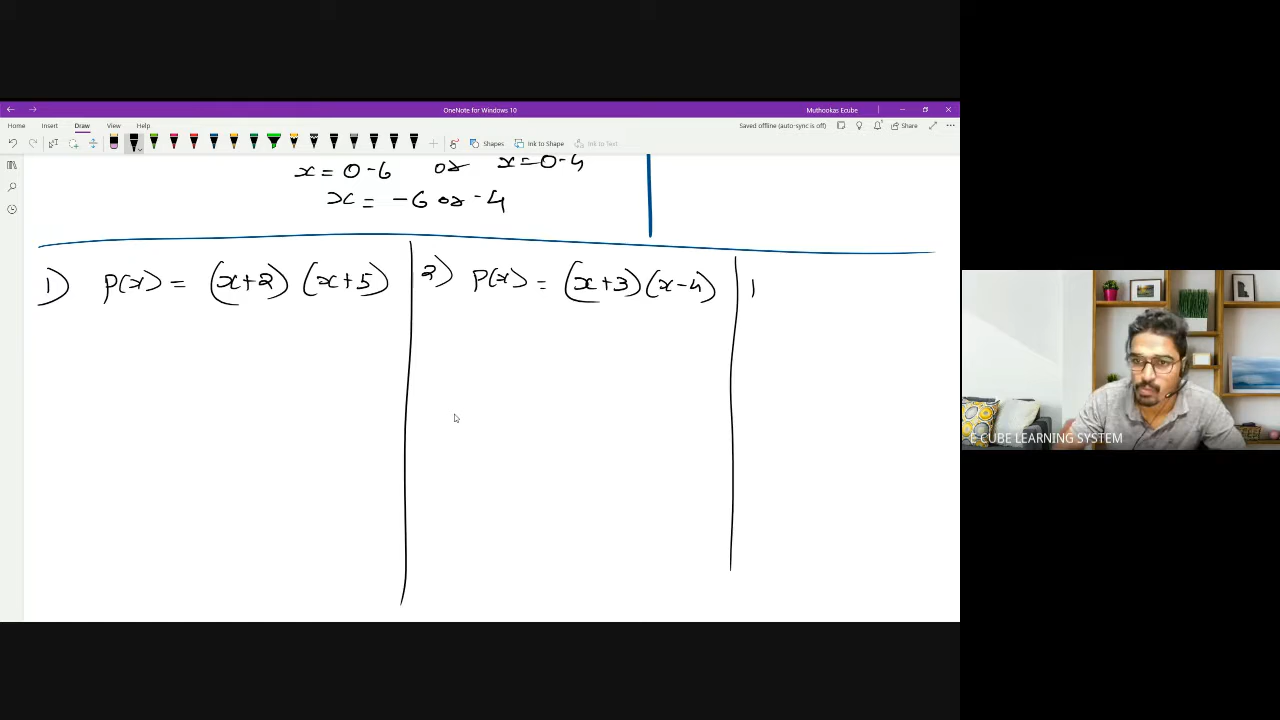 OneNote for Windows 10
Muthookas Ecube
Home Insert Draw View Help
Saved offline (auto-sync is off)
Share
Shapes
Ink to Shape
Ink to Text
x = 0-6 or x = 0-4
x = -6 or -4
1) P(x) = (x+2) (x+5)
2) P(x) = (x+3)(x-4)
E CUBE LEARNING SYSTEM